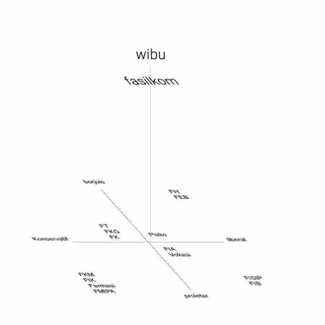 wibu
fasilkom
borjuis
FH
FEB
FT
FKG
FK
Psiko
Konservatif
liberal
FIA
Vokasi
FKM
FIK
Farmasi
FMIPA
FISIP
FIB
proletar